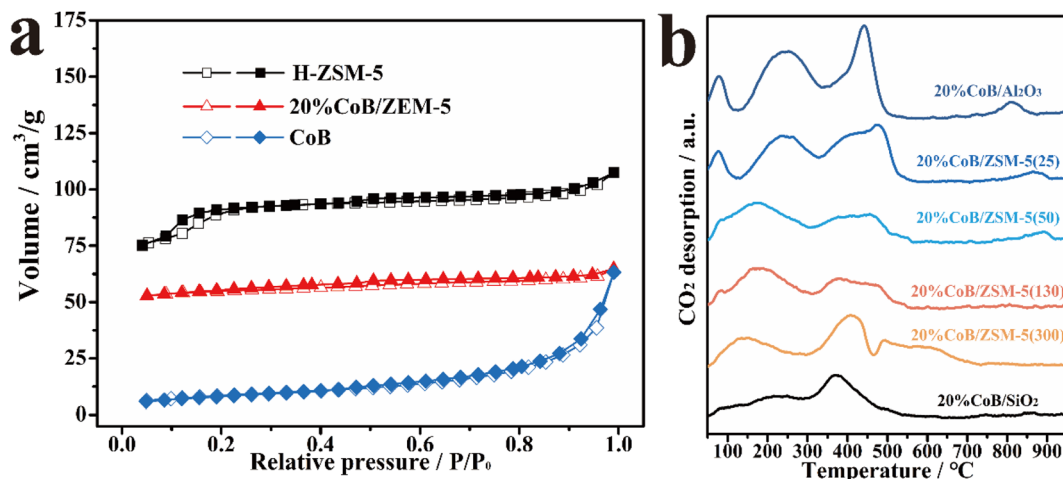 a
Volume / cm³/g
175
150
125
100
75
50
25
0
H-ZSM-5
20%CoB/ZEM-5
CoB
0.0 0.2 0.4 0.6 0.8 1.0
Relative pressure / P/P₀
b
CO₂ desorption / a.u.
20%CoB/Al₂O₃
20%CoB/ZSM-5(25)
20%CoB/ZSM-5(50)
20%CoB/ZSM-5(130)
20%CoB/ZSM-5(300)
20%CoB/SiO₂
100 200 300 400 500 600 700 800 900
Temperature / °C